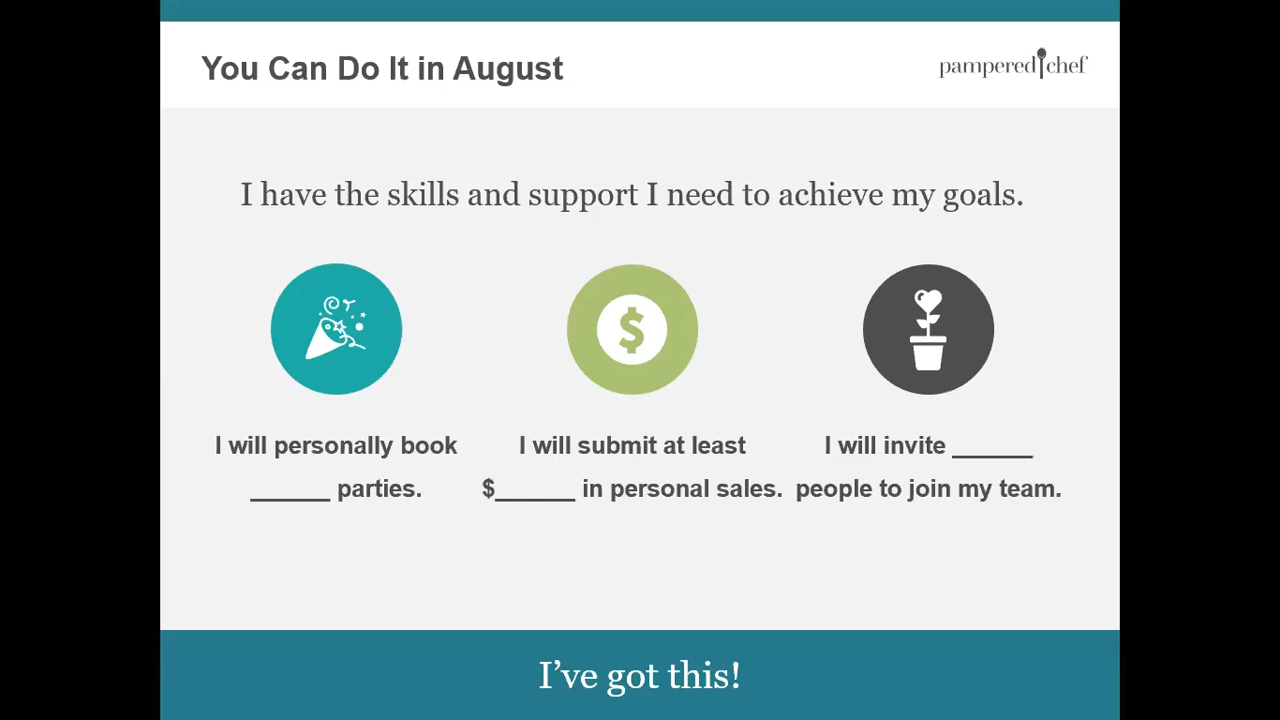 You Can Do It in August
pampered chef
I have the skills and support I need to achieve my goals.
$
I will personally book
______ parties.
I will submit at least
$______ in personal sales.
I will invite ______
people to join my team.
I've got this!